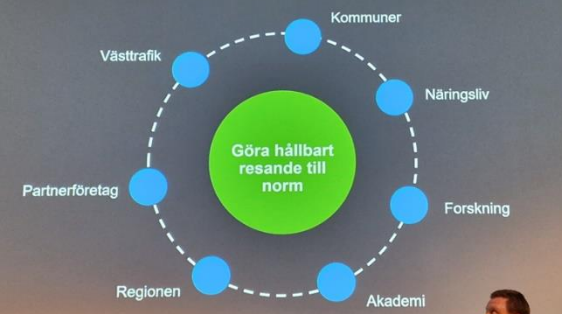 Kommuner
Västtrafik
Näringsliv
Göra hållbart
resande till
norm
Partnerföretag
Forskning
Regionen
Akademi